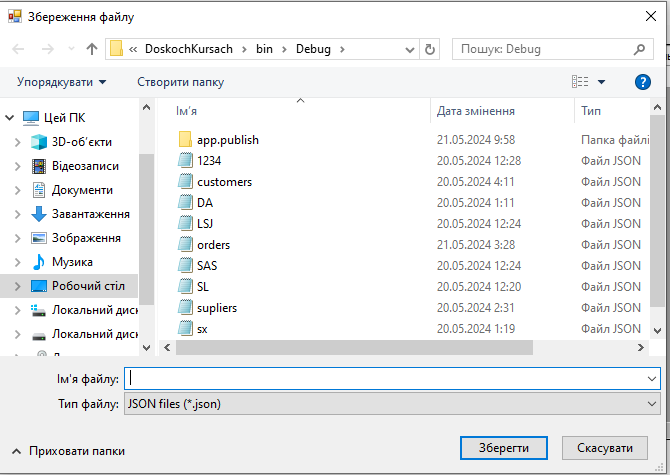 Збереження файлу
« DoskochKursach > bin > Debug >
Пошук: Debug
Упорядкувати
Створити папку
?
Цей ПК
3D-об'єкти
Відеозаписи
Документи
Завантаження
Зображення
Музика
Робочий стіл
Локальний диск
Локальний диск
Ім'я Дата змінення Тип
app.publish 21.05.2024 9:58 Папка файлі
1234 20.05.2024 12:28 Файл JSON
customers 20.05.2024 4:11 Файл JSON
DA 20.05.2024 1:11 Файл JSON
LSJ 20.05.2024 12:24 Файл JSON
orders 21.05.2024 3:28 Файл JSON
SAS 20.05.2024 12:24 Файл JSON
SL 20.05.2024 12:20 Файл JSON
supliers 20.05.2024 2:31 Файл JSON
sx 20.05.2024 1:19 Файл JSON
Ім'я файлу:
Тип файлу: JSON files (*.json)
Приховати папки
Зберегти
Скасувати